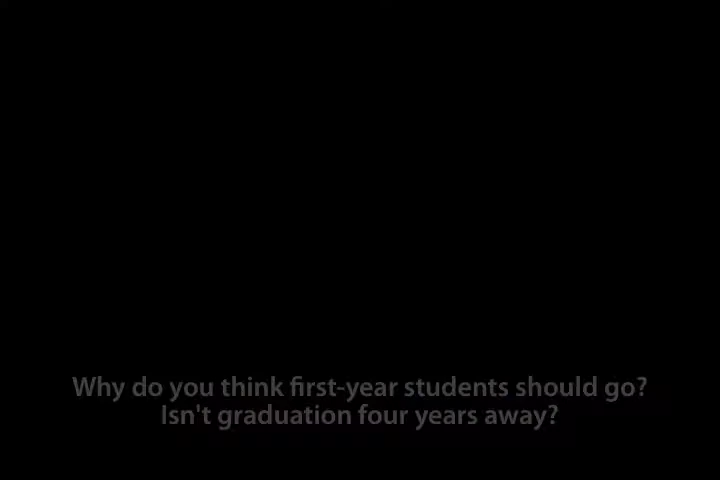 Why do you think first-year students should go?
Isn't graduation four years away?